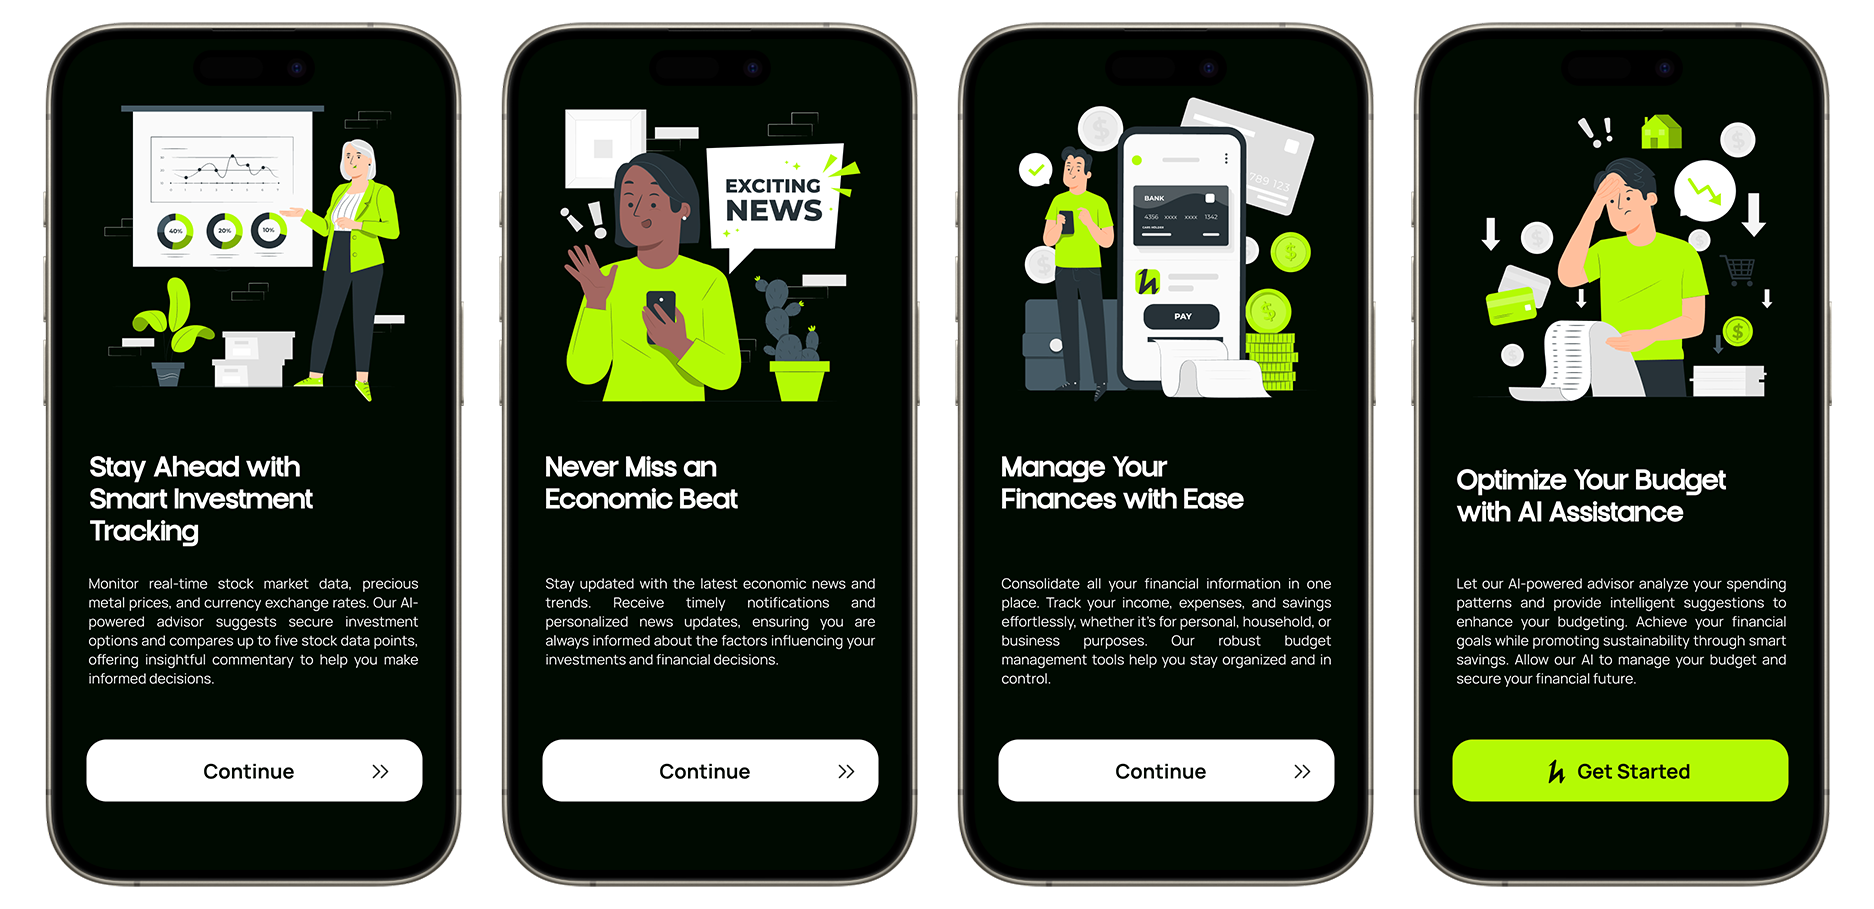 40%
20%
10%
Stay Ahead with
Smart Investment
Tracking
Monitor real-time stock market data, precious
metal prices, and currency exchange rates. Our AI-
powered advisor suggests secure investment
options and compares up to five stock data points,
offering insightful commentary to help you make
informed decisions.
Continue
EXCITING
NEWS
Never Miss an
Economic Beat
Stay updated with the latest economic news and
trends. Receive timely notifications and
personalized news updates, ensuring you are
always informed about the factors influencing your
investments and financial decisions.
Continue
789 123
BANK
4356 xxxx xxxx 1342
CARD HOLDER
PAY
Manage Your
Finances with Ease
Consolidate all your financial information in one
place. Track your income, expenses, and savings
effortlessly, whether it's for personal, household, or
business purposes. Our robust budget
management tools help you stay organized and in
control.
Continue
Optimize Your Budget
with AI Assistance
Let our AI-powered advisor analyze your spending
patterns and provide intelligent suggestions to
enhance your budgeting. Achieve your financial
goals while promoting sustainability through smart
savings. Allow our AI to manage your budget and
secure your financial future.
Get Started